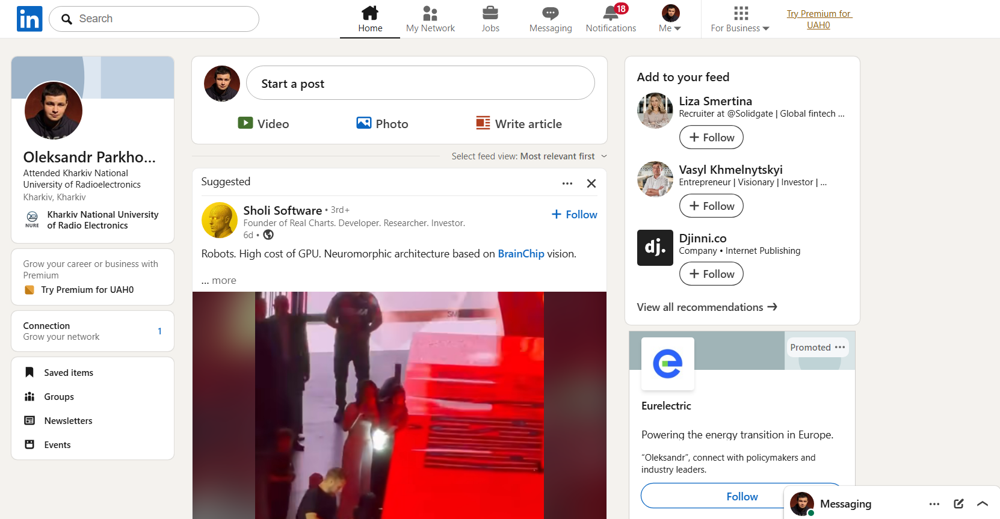 in
Search
Home
My Network
Jobs
Messaging
18
Notifications
Me
For Business
Try Premium for
UAH0
Oleksandr Parkho...
Attended Kharkiv National
University of Radioelectronics
Kharkiv, Kharkiv
NURE
Kharkiv National University
of Radio Electronics
Grow your career or business with
Premium
Try Premium for UAH0
Connection
1
Grow your network
Saved items
Groups
Newsletters
Events
Start a post
Video
Photo
Write article
Select feed view: Most relevant first
Suggested
Sholi Software • 3rd+
Founder of Real Charts. Developer. Researcher. Investor.
6d •
+ Follow
Robots. High cost of GPU. Neuromorphic architecture based on BrainChip vision.
... more
Add to your feed
Liza Smertina
Recruiter at @Solidgate | Global fintech ...
+ Follow
Vasyl Khmelnytskyi
Entrepreneur | Visionary | Investor | ...
+ Follow
dj.
Djinni.co
Company • Internet Publishing
+ Follow
View all recommendations →
Promoted
Eurelectric
Powering the energy transition in Europe.
“Oleksandr”, connect with policymakers and
industry leaders.
Follow
Messaging